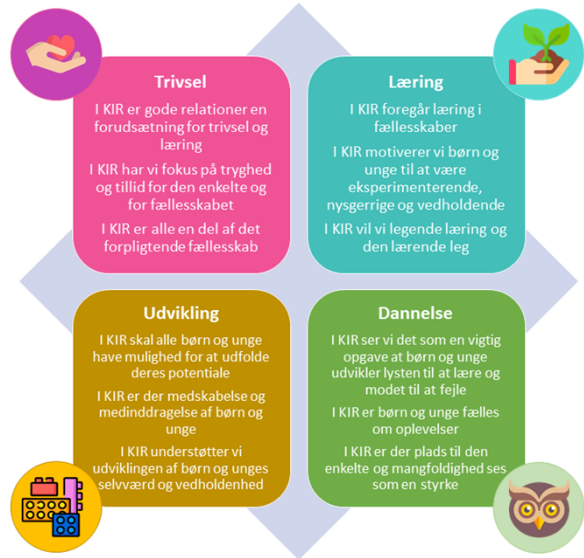 Trivsel
I KIR er gode relationer en
forudsætning for trivsel og
læring
I KIR har vi fokus på tryghed
og tillid for den enkelte og
for fællesskabet
I KIR er alle en del af det
forpligtende fællesskab
Læring
I KIR foregår læring i
fællesskaber
I KIR motiverer vi børn og
unge til at være
eksperimenterende,
nysgerrige og vedholdende
I KIR vil vi legende læring og
den lærende leg
Udvikling
I KIR skal alle børn og unge
have mulighed for at udfolde
deres potentiale
I KIR er der medskabelse og
medinddragelse af børn og
unge
I KIR understøtter vi
udviklingen af børn og unges
selvværd og vedholdenhed
Dannelse
I KIR ser vi det som en vigtig
opgave at børn og unge
udvikler lysten til at lære og
modet til at fejle
I KIR er børn og unge fælles
om oplevelser
I KIR er der plads til den
enkelte og mangfoldighed ses
som en styrke